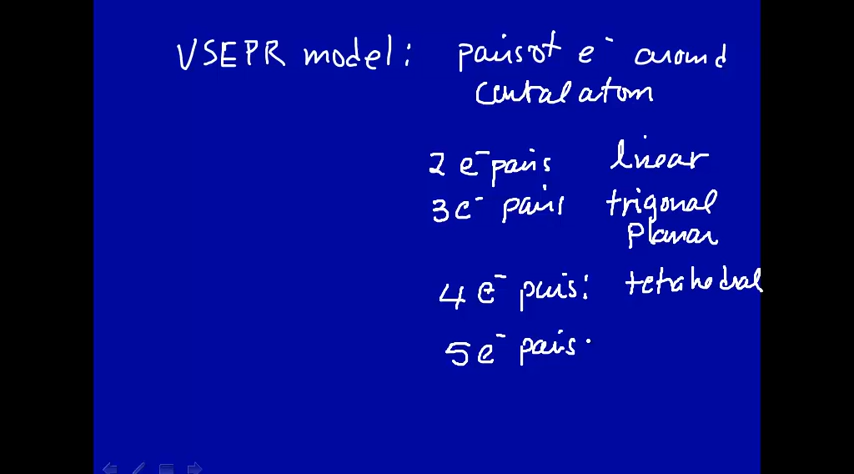 VSEPR model: pairs of e⁻ around
central atom
2 e⁻ pairs linear
3 e⁻ pairs trigonal
planar
4 e⁻ pairs: tetrahedral
5 e⁻ pairs